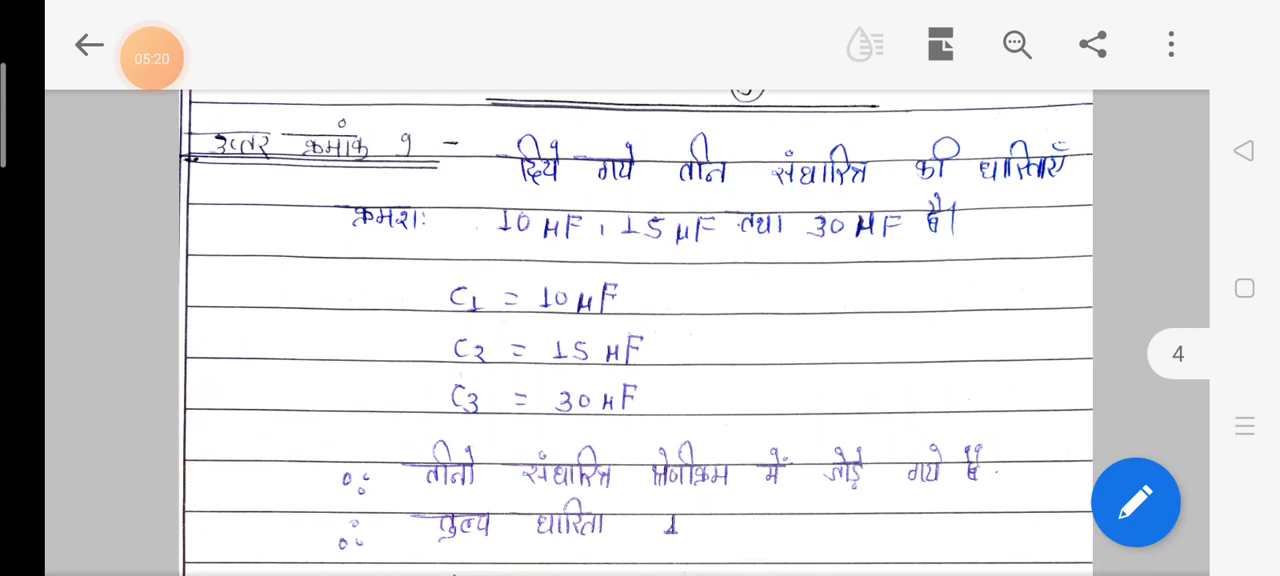 05:20
उत्तर क्रमांक 9 - दिये गये तीन संधारित्र की धारिताएँ
क्रमशः 10 μF, 15 μF तथा 30 μF है।
C1 = 10 μF
C2 = 15 μF
C3 = 30 μF
∵ तीनो संधारित्र श्रेणीक्रम में जोड़े गये हैं.
∴ तुल्य धारिता 1
4